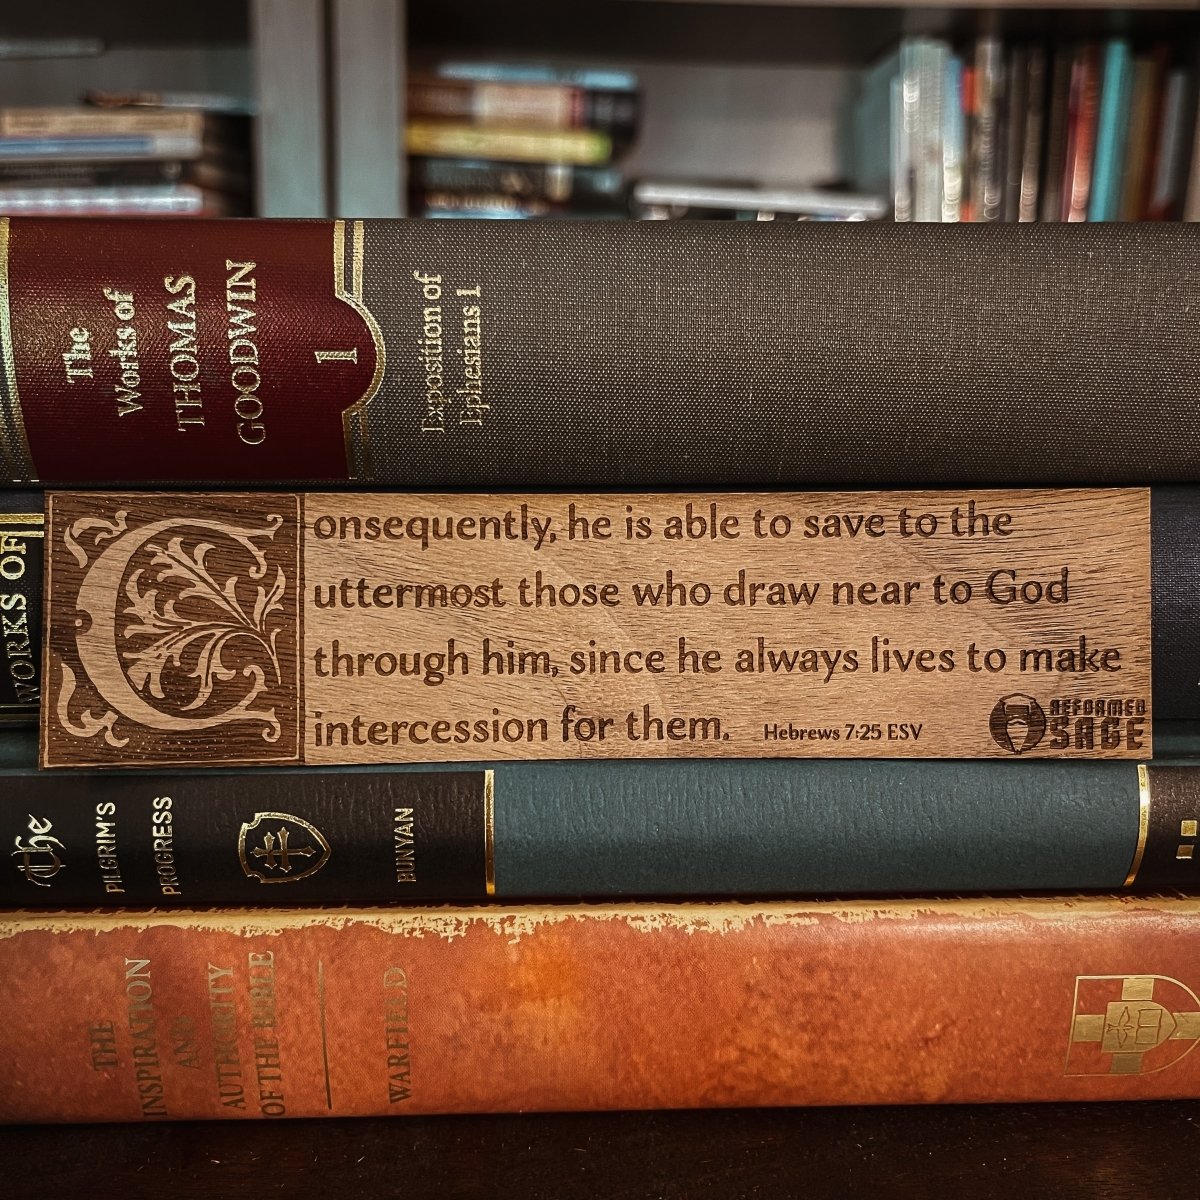 The
Works of
THOMAS
GOODWIN
1
Exposition of
Ephesians 1
WORKS OF
Consequently, he is able to save to the
uttermost those who draw near to God
through him, since he always lives to make
intercession for them. Hebrews 7:25 ESV
REFORMED
SAGE
The
PILGRIM'S
PROGRESS
BUNYAN
THE
INSPIRATION
AND
AUTHORITY
OF THE BIBLE
WARFIELD